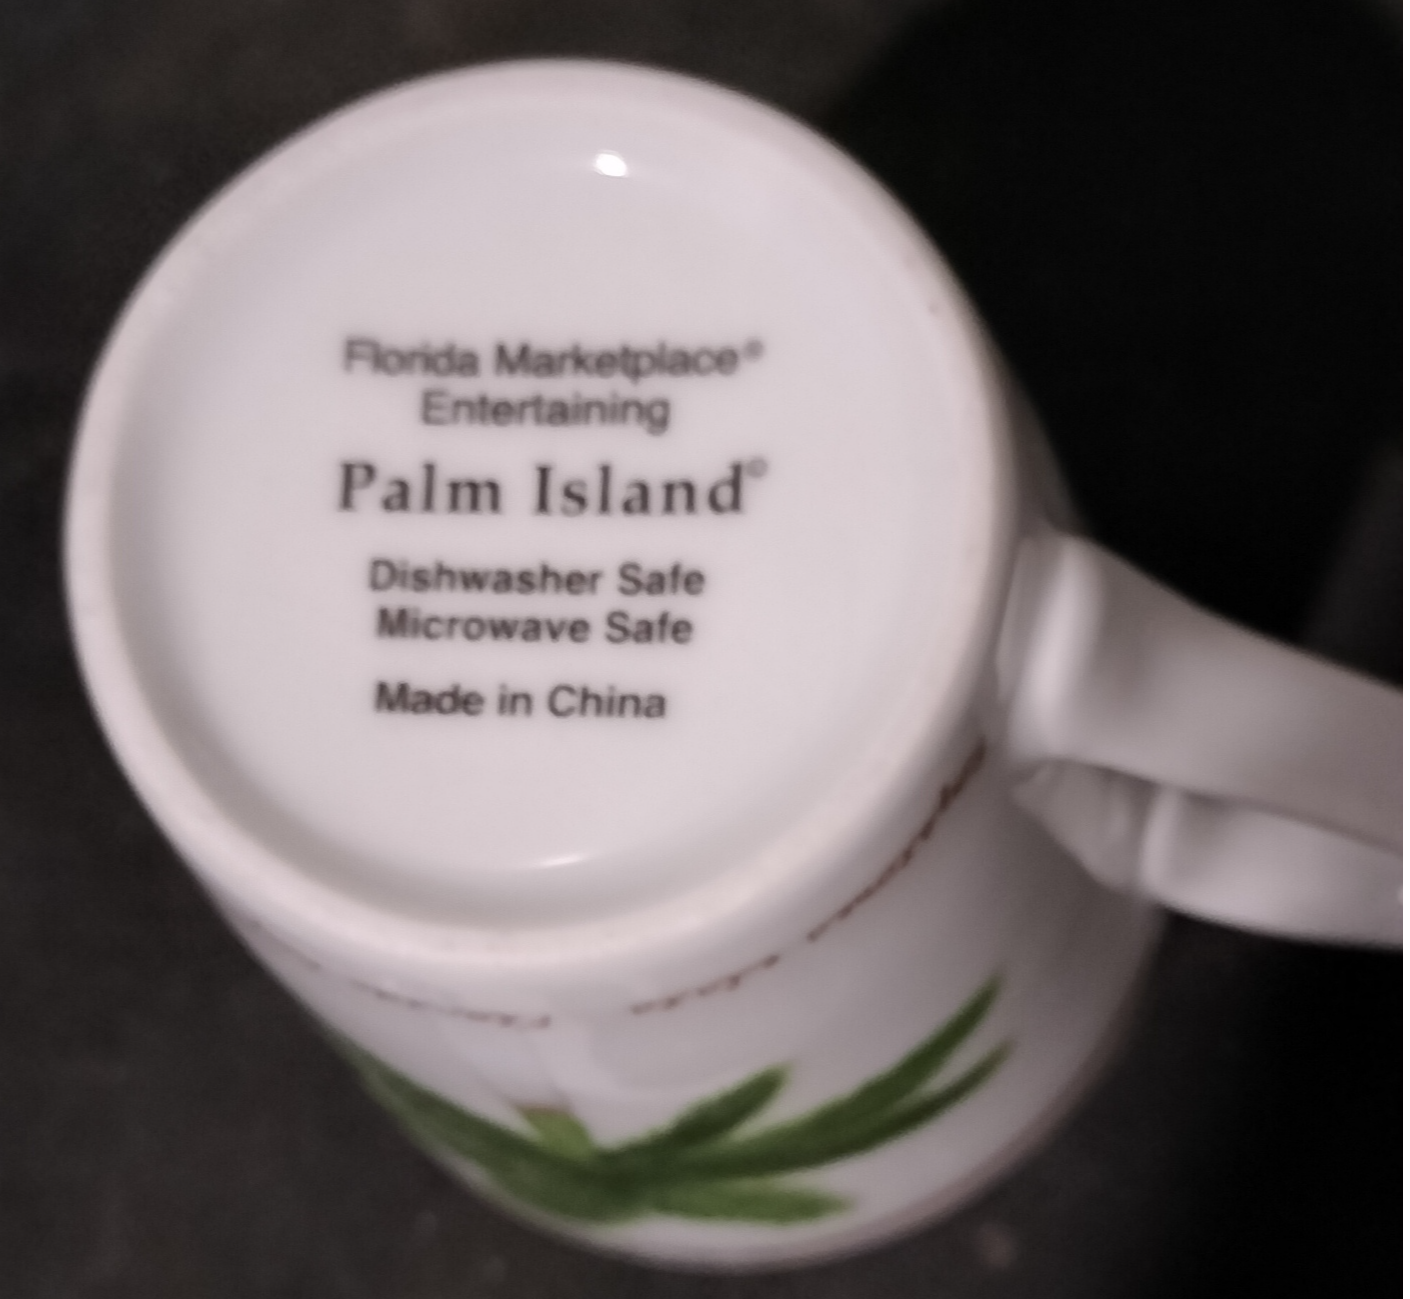 Florida Marketplace®
Entertaining
Palm Island©
Dishwasher Safe
Microwave Safe
Made in China